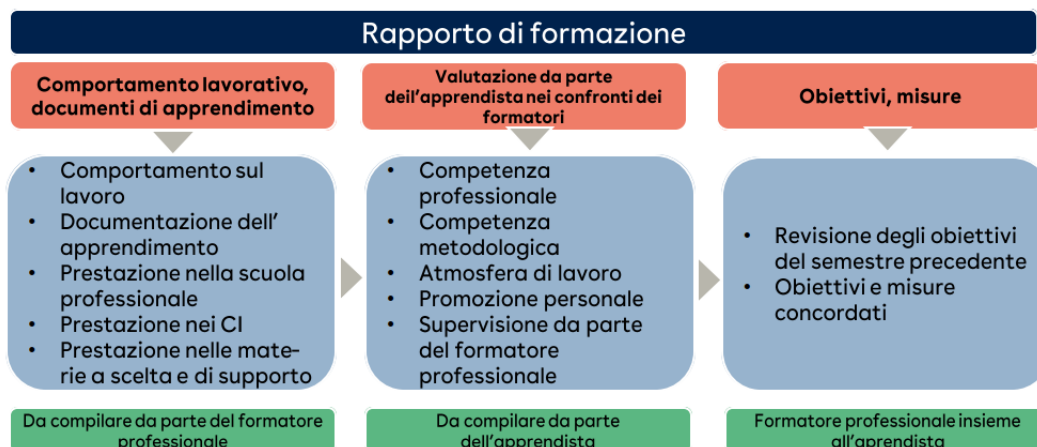 Rapporto di formazione
Comportamento lavorativo,
documenti di apprendimento
Valutazione da parte
deil'apprendista nei confronti dei
formatori
Obiettivi, misure
• Comportamento sul
lavoro
• Documentazione dell'
apprendimento
• Prestazione nella scuola
professionale
• Prestazione nei CI
• Prestazione nelle mate-
rie a scelta e di supporto
• Competenza
professionale
• Competenza
metodologica
• Atmosfera di lavoro
• Promozione personale
• Supervisione da parte
del formatore
professionale
• Revisione degli obiettivi
del semestre precedente
• Obiettivi e misure
concordati
Da compilare da parte del formatore
professionale
Da compilare da parte
dell'apprendista
Formatore professionale insieme
all'apprendista